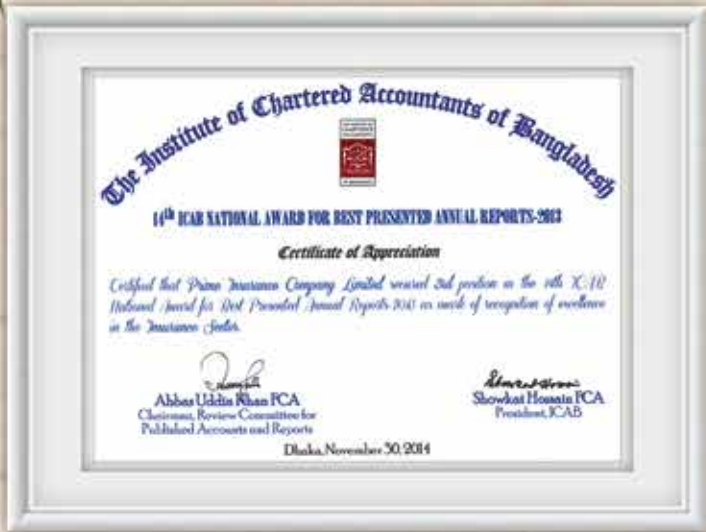 The Institute of Chartered Accountants of Bangladesh
14th ICAB NATIONAL AWARD FOR BEST PRESENTED ANNUAL REPORTS-2013
Certificate of Appreciation
Certified that Prime Insurance Company Limited secured position in the 14th ICAB
National Award for Best Presented Annual Reports 2013 as mark of recognition of excellence
in the Insurance Sector.
Abbas Uddin Khan FCA
Chairman, Review Committee for
Published Accounts and Reports
Showkat Hossain FCA
President, ICAB
Dhaka, November 30, 2014